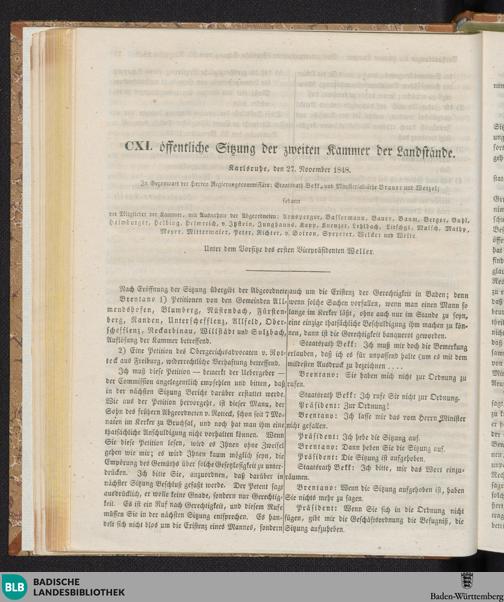 CXI. öffentliche Sitzung der zweiten Kammer der Landstände.
Karlsruhe, den 27. November 1848.
In Gegenwart der Herren Regierungscommissäre: Staatsrath Bekk, und Ministerialräthe Brauer und Wetzel;
sodann
der Mitglieder der Kammer, mit Ausnahme der Abgeordneten: Arnsperger, Bassermann, Bauer, Baum, Berger, Buhl,
Helmreich, v. Itzstein, Junghanns, Kapp, Kuenzer, Lehlbach, Litschgi, Malsch, Mathy,
Meyer, Mittermaier, Peter, Richter, v. Soiron, Speyerer, Welcker und Welte.
Unter dem Vorsitze des ersten Vicepräsidenten Weller.
Nach Eröffnung der Sitzung übergibt der Abgeordnete
Brentano 1) Petitionen von den Gemeinden All-
mendshofen, Blumberg, Füstenbach, Fürsten-
berg, Randen, Unterschefflenz, Allfeld, Ober-
schefflenz, Neckarbinau, Willstädt und Sulzbach,
Auflösung der Kammer betreffend.
2) Eine Petition des Obergerichtsadvocaten v. Rot-
teck aus Freiburg, widerrechtliche Verhaftung betreffend.
Ich muß diese Petition — bemerkt der Uebergeber —
der Commission angelegentlich empfehlen und bitten, daß
in der nächsten Sitzung Bericht darüber erstattet werde.
Wie aus der Petition hervorgeht, ist dieser Mann, der
Sohn des frühern Abgeordneten v. Rotteck, schon seit 7 Mo-
naten im Kerker zu Bruchsal, und noch hat man ihm eine
thatsächliche Anschuldigung nicht vorhalten können. Wenn
Sie diese Petition lesen, wird es Ihnen ohne Zweifel
gehen wie mir; es wird Ihnen kaum möglich seyn, die
Empörung des Gemüths über solche Gesetzlosigkeit zu unter-
drücken. Ich bitte Sie, anzuordnen, daß darüber in
nächster Sitzung Beschluß gefaßt werde. Der Petent sagt
ausdrücklich, er wolle keine Gnade, sondern nur Gerechtig-
keit. Es ist ein Ruf nach Gerechtigkeit, und diesem Rufe
müssen Sie in der nächsten Sitzung entsprechen. Es han-
delt sich nicht blos um die Existenz eines Mannes, sondern
auch um die Existenz der Gerechtigkeit in Baden; denn
wenn solche Sachen vorfallen, wenn man einen Mann so
lange im Kerker läßt, ohne auch nur im Stande zu seyn,
eine einzige thatsächliche Beschuldigung ihm machen zu kön-
nen, dann ist die Gerechtigkeit banquerot geworden.
Staatsrath Bekk: Ich muß mir doch die Bemerkung
erlauben, daß ich es für unpassend halte (um es mit dem
mildesten Ausdruck zu bezeichnen ....
Brentano: Sie haben mich nicht zur Ordnung zu
rufen.
Staatsrath Bekk: Ich rufe Sie nicht zur Ordnung.
Präsident: Zur Ordnung!
Brentano: Ich lasse mir das vom Herrn Minister
nicht gefallen.
Präsident: Ich hebe die Sitzung auf.
Brentano: Dann heben Sie die Sitzung auf.
Präsident: Die Sitzung ist aufgehoben.
Staatsrath Bekk: Ich bitte, mir das Wort einzu-
räumen.
Brentano: Wenn die Sitzung aufgehoben ist, haben
Sie nichts mehr zu sagen.
Präsident: Wenn Sie sich in die Ordnung nicht
fügen, gibt mir die Geschäftsordnung die Befugniß, die
Sitzung aufzuheben.
BLB
BADISCHE
LANDESBIBLIOTHEK
Baden-Württemberg